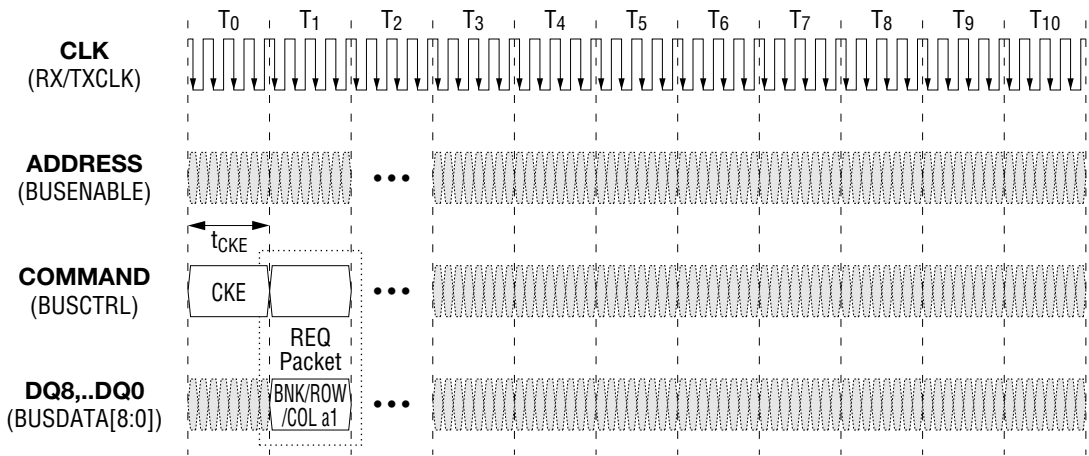 T0 T1 T2 T3 T4 T5 T6 T7 T8 T9 T10
CLK
(RX/TXCLK)
ADDRESS
(BUSENABLE)
•••
tCKE
COMMAND
(BUSCTRL)
CKE
•••
REQ
Packet
DQ8,..DQ0
(BUSDATA[8:0])
BNK/ROW
/COL a1
•••